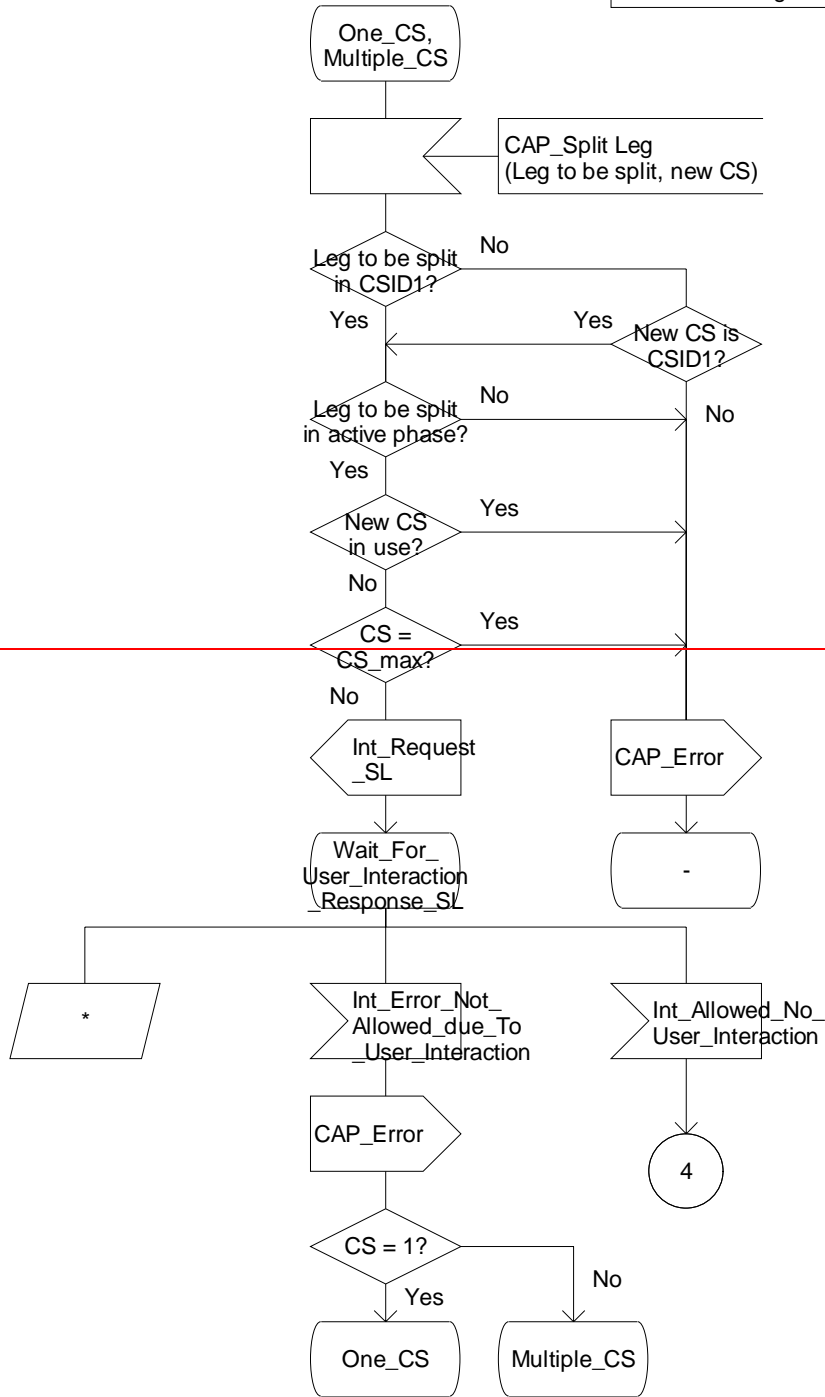 One_CS,
Multiple_CS
CAP_Split Leg
(Leg to be split, new CS)
Leg to be split
in CSID1?
No
Yes
Yes
New CS is
CSID1?
Leg to be split
in active phase?
No
No
Yes
New CS
in use?
Yes
No
CS =
CS_max?
Yes
No
Int_Request
_SL
CAP_Error
Wait_For_
User_Interaction
_Response_SL
-
*
Int_Error_Not_
Allowed_due_To
_User_Interaction
Int_Allowed_No_
User_Interaction
CAP_Error
4
CS = 1?
No
Yes
One_CS
Multiple_CS